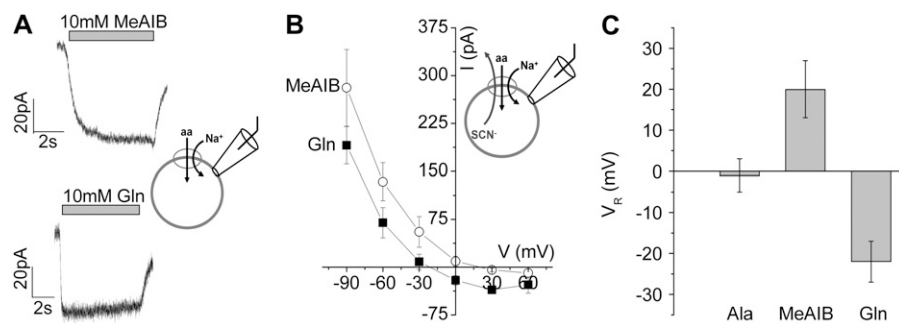 A
10mM MeAIB
20pA
2s
aa
Na⁺
10mM Gln
20pA
2s
B
375
I (pA)
300
225
150
75
-75
MeAIB
Gln
aa
Na⁺
SCN⁻
V (mV)
-90 -60 -30 0 30 60
C
V_R (mV)
30
20
10
0
-10
-20
-30
Ala MeAIB Gln